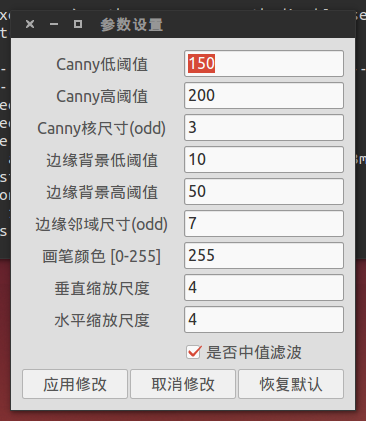 参数设置
Canny低阈值 150
Canny高阈值 200
Canny核尺寸(odd) 3
边缘背景低阈值 10
边缘背景高阈值 50
边缘邻域尺寸(odd) 7
画笔颜色 [0-255] 255
垂直缩放尺度 4
水平缩放尺度 4
是否中值滤波
应用修改 取消修改 恢复默认